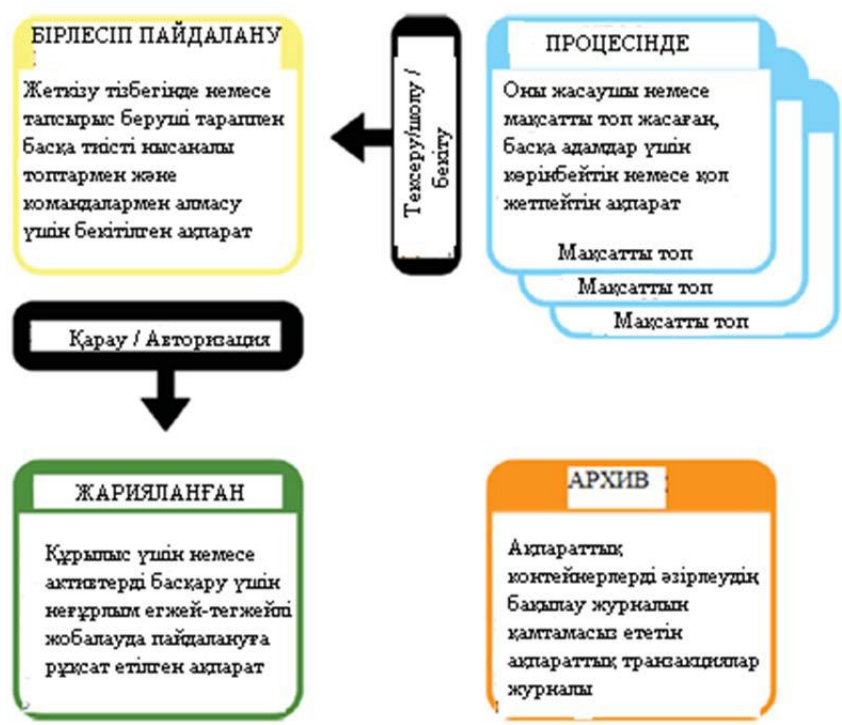 БІРЛЕСІП ПАЙДАЛАНУ
Жеткізу тізбегінде немесе
тапсырыс беруші тараппен
басқа тиісті нысаналы
топтармен және
командалармен алмасу
үшін бекітілген ақпарат
Тексеру/шолу /
бекіту
ПРОЦЕСІНДЕ
Оны жасаушы немесе
мақсатты топ жасаған,
басқа адамдар үшін
көрінбейтін немесе қол
жетпейтін ақпарат
Мақсатты топ
Мақсатты топ
Мақсатты топ
Қарау / Авторизация
ЖАРИЯЛАНҒАН
Құрылыс үшін немесе
активтерді басқару үшін
неғұрлым егжей-тегжейлі
жобалауда пайдалануға
рұқсат етілген ақпарат
АРХИВ
Ақпараттық
контейнерлерді әзірлеудің
бақылау журналын
қамтамасыз ететін
ақпараттық транзакциялар
журналы